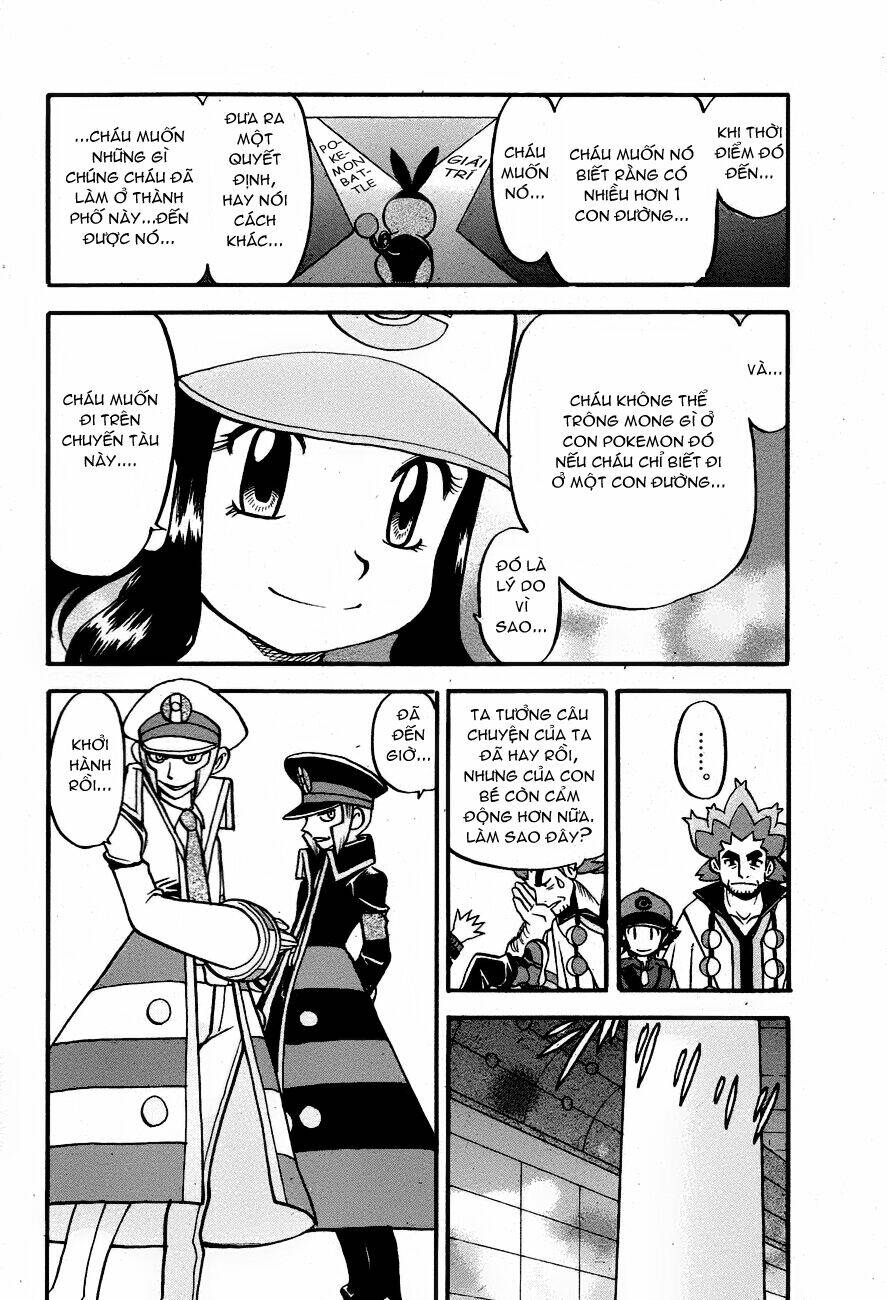 KHI THỜI
ĐIỂM ĐÓ
ĐẾN...
CHÁU MUỐN NÓ
BIẾT RẰNG CÓ
NHIỀU HƠN 1
CON ĐƯỜNG...
CHÁU
MUỐN
NÓ...
GIẢI
TRÍ
PO-
KE-
MON
BAT-
TLE
ĐƯA RA
MỘT
QUYẾT
ĐỊNH,
HAY NÓI
CÁCH
KHÁC...
...CHÁU MUỐN
NHỮNG GÌ
CHÚNG CHÁU ĐÃ
LÀM Ở THÀNH
PHỐ NÀY...ĐẾN
ĐƯỢC NÓ...
VÀ...
CHÁU KHÔNG THỂ
TRÔNG MONG GÌ Ở
CON POKEMON ĐÓ
NẾU CHÁU CHỈ BIẾT ĐI
Ở MỘT CON ĐƯỜNG...
ĐÓ LÀ
LÝ DO
VÌ
SAO...
CHÁU MUỐN
ĐI TRÊN
CHUYẾN TÀU
NÀY....
.......
TA TƯỞNG CÂU
CHUYỆN CỦA TA
ĐÃ HAY RỒI,
NHƯNG CỦA CON
BÉ CÒN CẢM
ĐỘNG HƠN NỮA.
LÀM SAO ĐÂY?
ĐÃ
ĐẾN
GIỜ...
KHỞI
HÀNH
RỒI...